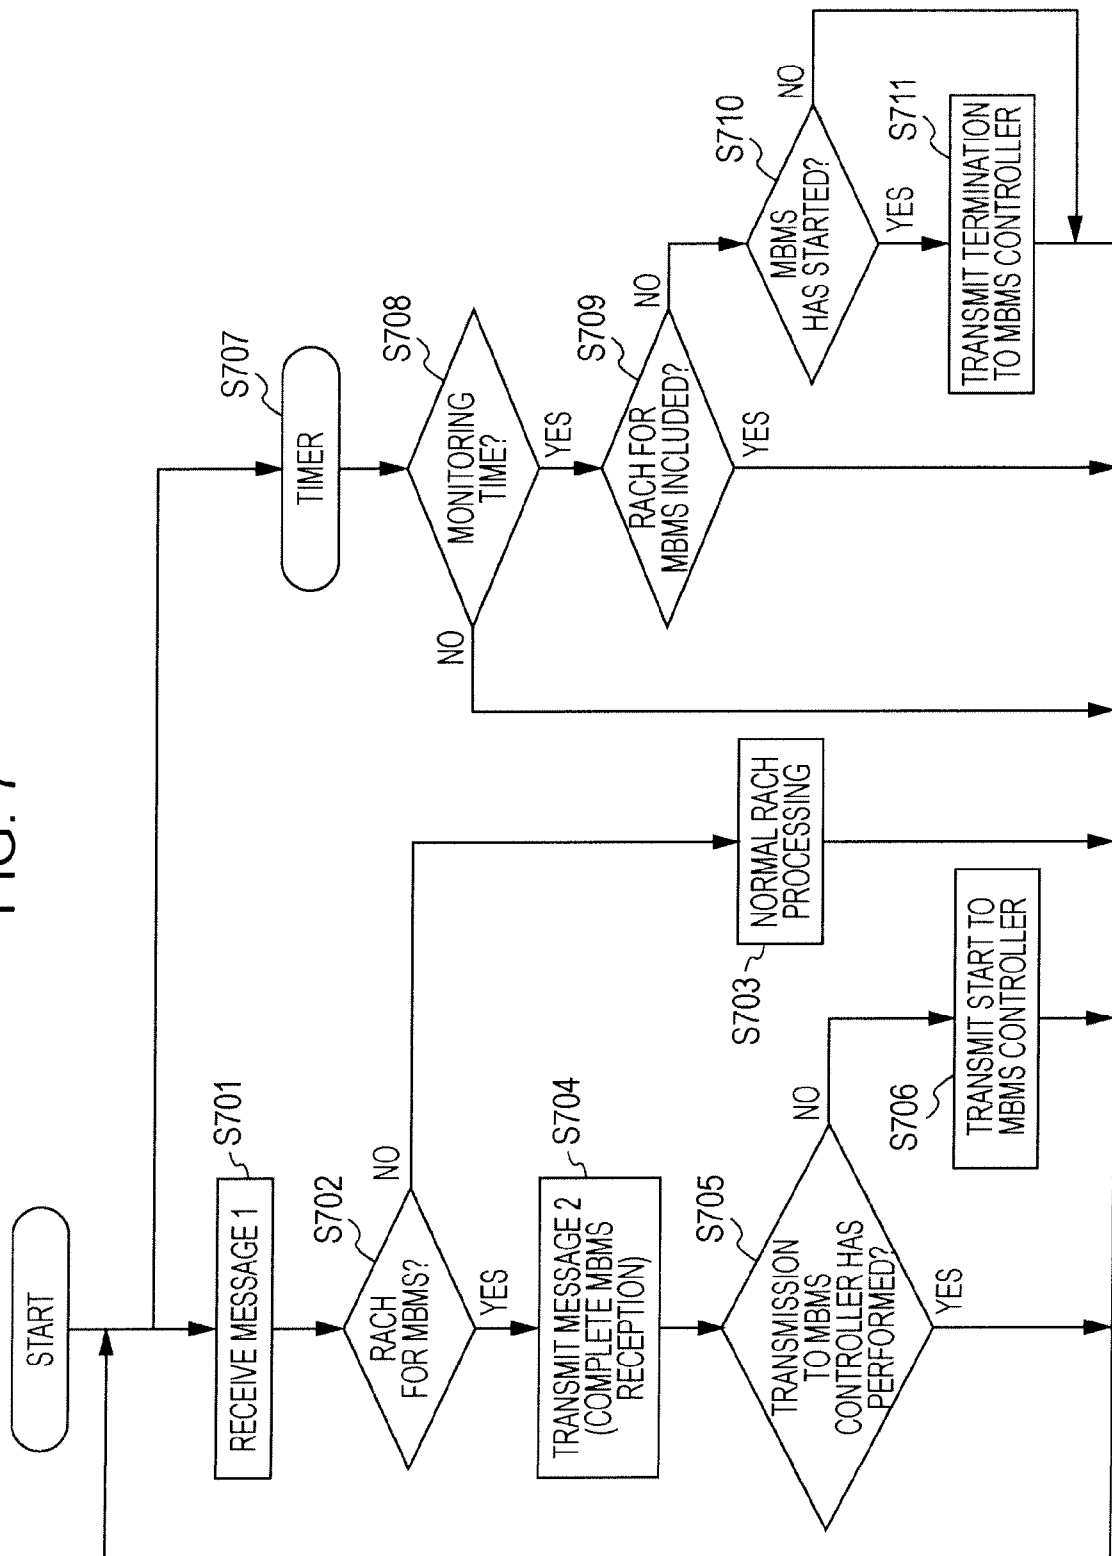 FIG. 7
START
RECEIVE MESSAGE 1
S701
RACH
FOR MBMS?
S702
NO
YES
NORMAL RACH
PROCESSING
S703
TRANSMIT MESSAGE 2
(COMPLETE MBMS
RECEPTION)
S704
TRANSMISSION
TO MBMS
CONTROLLER HAS
PERFORMED?
S705
NO
YES
TRANSMIT START TO
MBMS CONTROLLER
S706
TIMER
S707
MONITORING
TIME?
S708
NO
YES
RACH FOR
MBMS INCLUDED?
S709
NO
YES
MBMS
HAS STARTED?
S710
NO
YES
TRANSMIT TERMINATION
TO MBMS CONTROLLER
S711